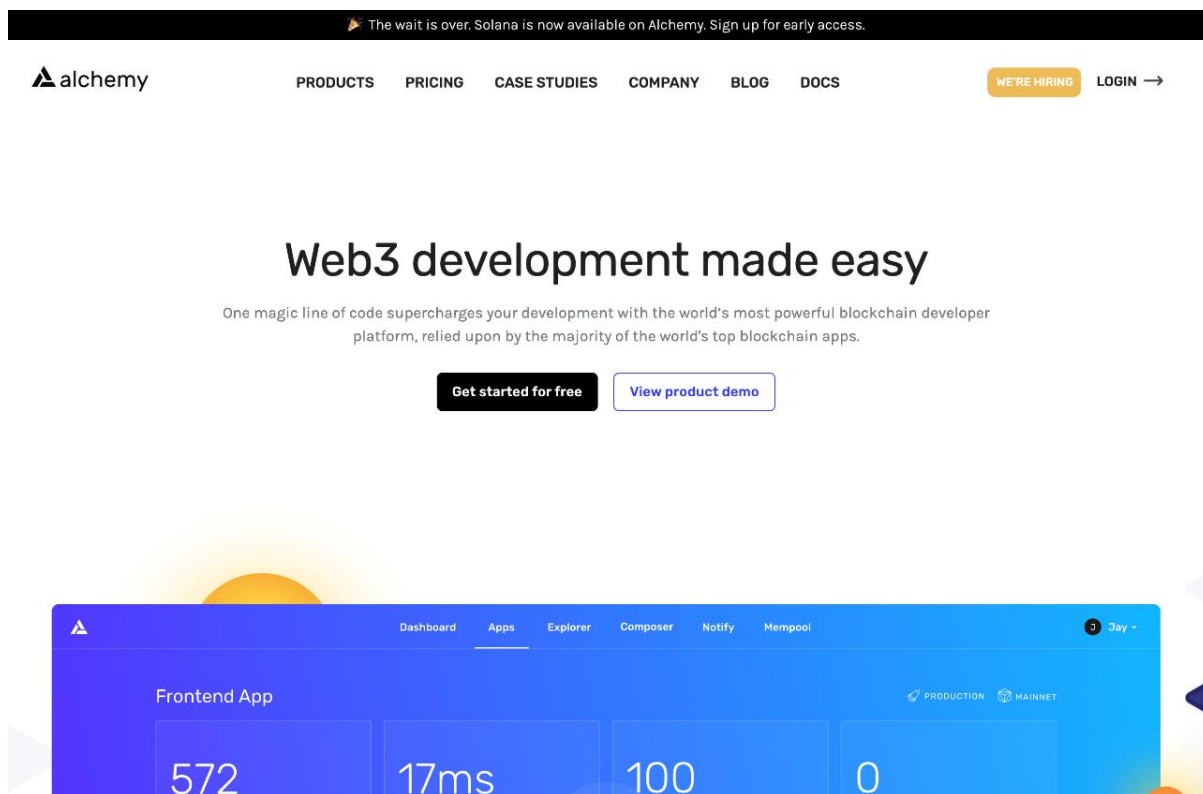 🎉 The wait is over. Solana is now available on Alchemy. Sign up for early access.
alchemy
PRODUCTS PRICING CASE STUDIES COMPANY BLOG DOCS
WE'RE HIRING LOGIN →
Web3 development made easy
One magic line of code supercharges your development with the world's most powerful blockchain developer
platform, relied upon by the majority of the world's top blockchain apps.
Get started for free View product demo
Dashboard Apps Explorer Composer Notify Mempool
J Jay
Frontend App
PRODUCTION MAINNET
572 17ms 100 0